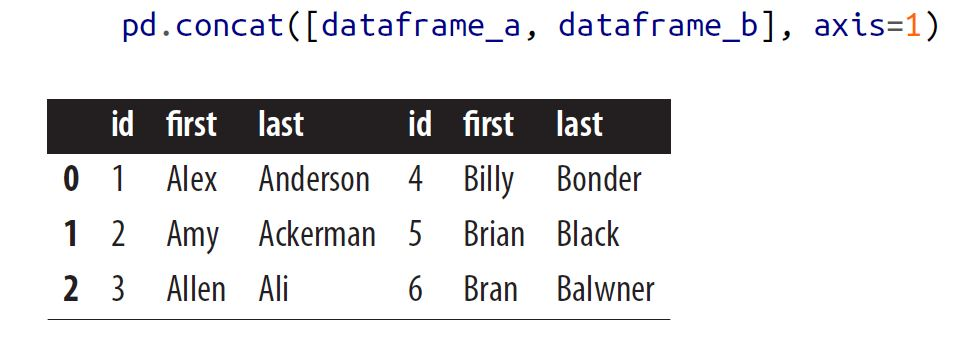 pd.concat([dataframe_a, dataframe_b], axis=1)
id first last id first last
0 1 Alex Anderson 4 Billy Bonder
1 2 Amy Ackerman 5 Brian Black
2 3 Allen Ali 6 Bran Balwner